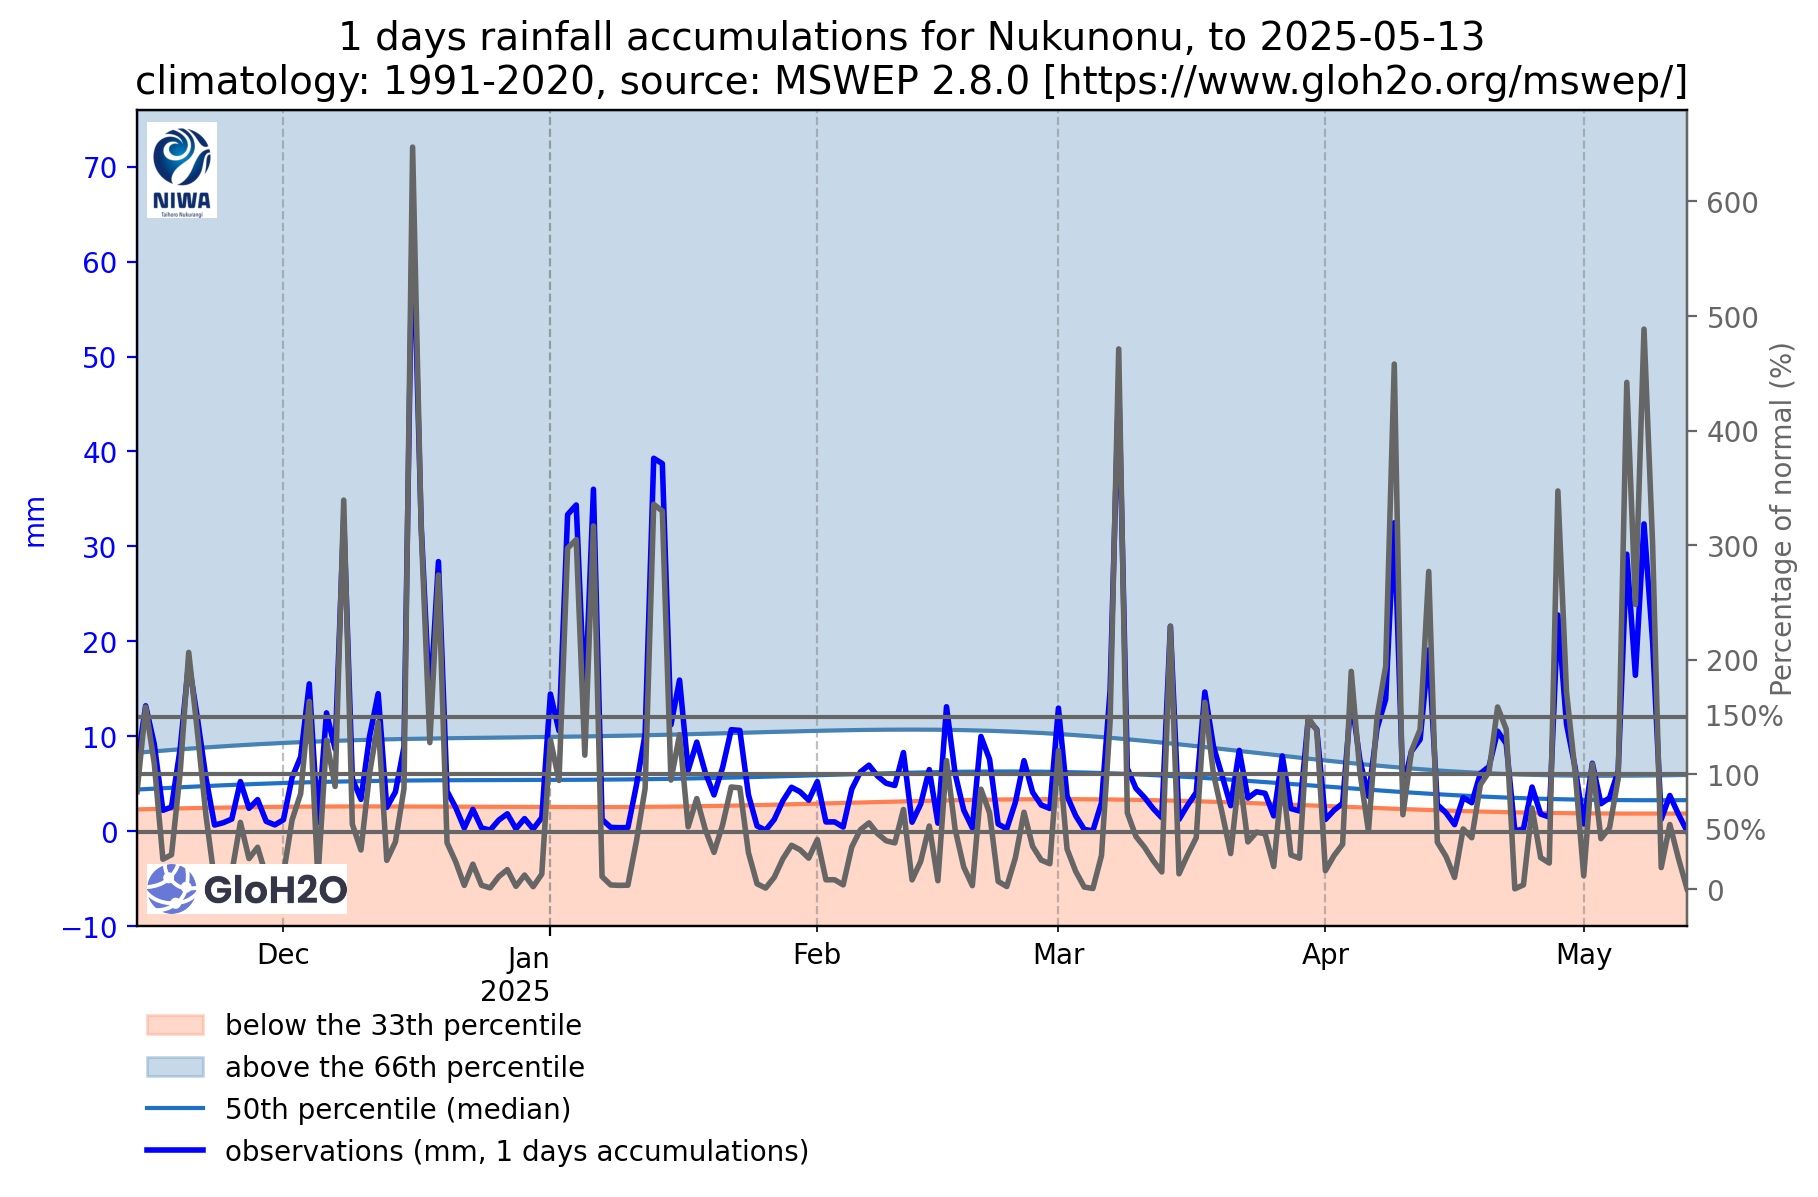 1 days rainfall accumulations for Nukunonu, to 2025-05-13
climatology: 1991-2020, source: MSWEP 2.8.0 [https://www.gloh2o.org/mswep/]
NIWA
Taihoro Nukurangi
70
60
50
40
30
20
10
0
−10
mm
600
500
400
300
200
150%
100
50%
0
Percentage of normal (%)
GloH2O
Dec
Jan
2025
Feb
Mar
Apr
May
below the 33th percentile
above the 66th percentile
50th percentile (median)
observations (mm, 1 days accumulations)